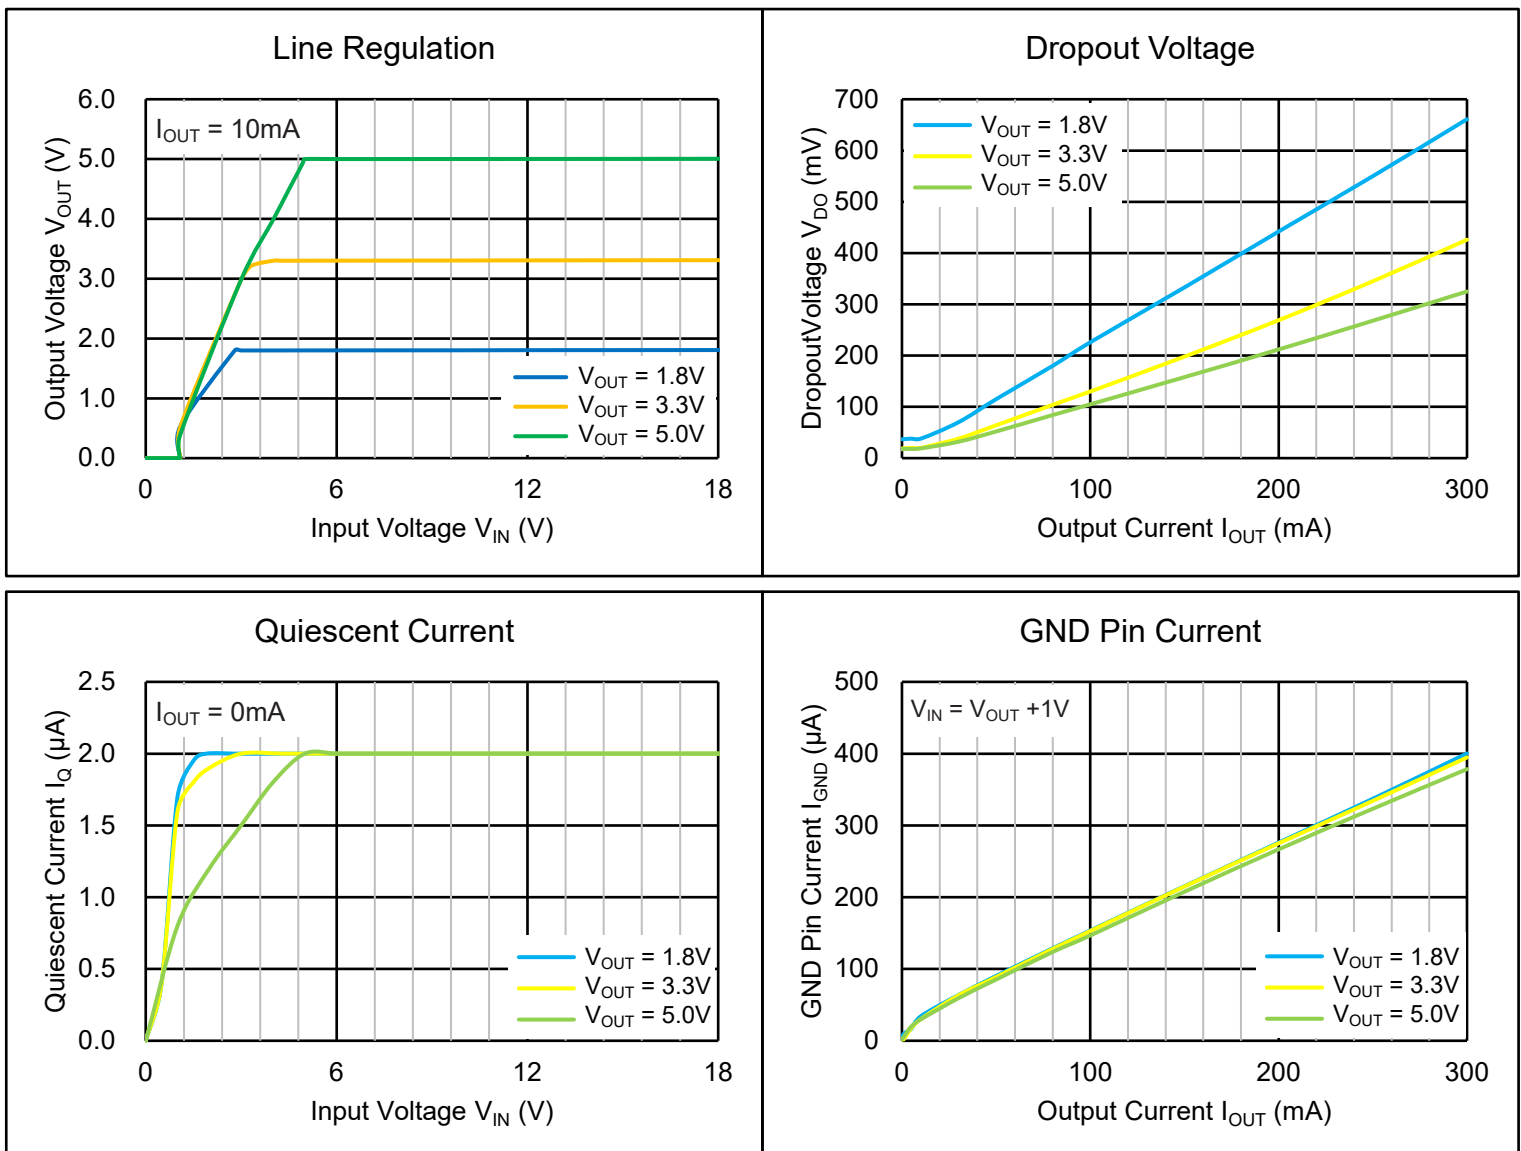 Line Regulation
6.0
5.0
4.0
3.0
2.0
1.0
0.0
Output Voltage VOUT (V)
IOUT = 10mA
VOUT = 1.8V
VOUT = 3.3V
VOUT = 5.0V
0 6 12 18
Input Voltage VIN (V)
Dropout Voltage
700
600
500
400
300
200
100
0
DropoutVoltage VDO (mV)
VOUT = 1.8V
VOUT = 3.3V
VOUT = 5.0V
0 100 200 300
Output Current IOUT (mA)
Quiescent Current
2.5
2.0
1.5
1.0
0.5
0.0
Quiescent Current IQ (µA)
IOUT = 0mA
VOUT = 1.8V
VOUT = 3.3V
VOUT = 5.0V
0 6 12 18
Input Voltage VIN (V)
GND Pin Current
500
400
300
200
100
0
GND Pin Current IGND (µA)
VIN = VOUT +1V
VOUT = 1.8V
VOUT = 3.3V
VOUT = 5.0V
0 100 200 300
Output Current IOUT (mA)